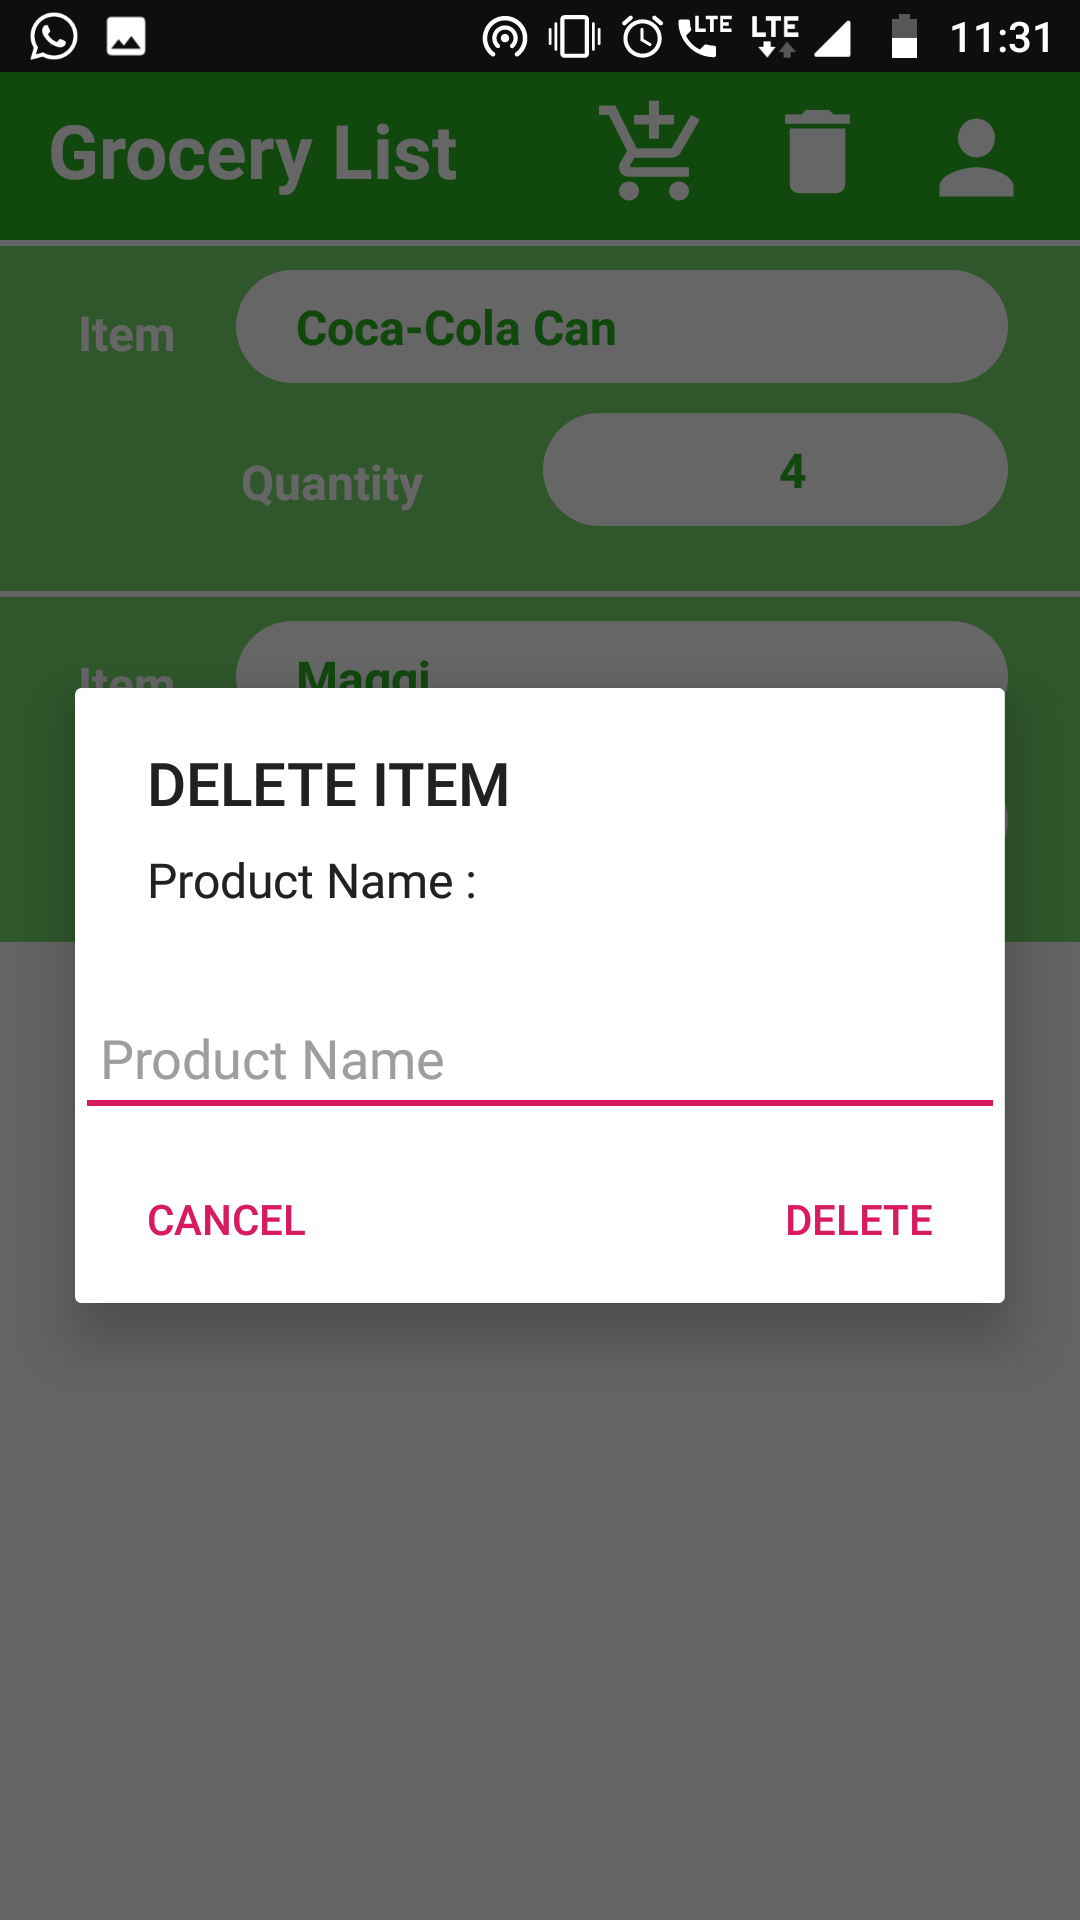 LTE LTE 11:31
Grocery List
Item Coca-Cola Can
Quantity 4
Item Maggi
DELETE ITEM
Product Name :
Product Name
CANCEL DELETE